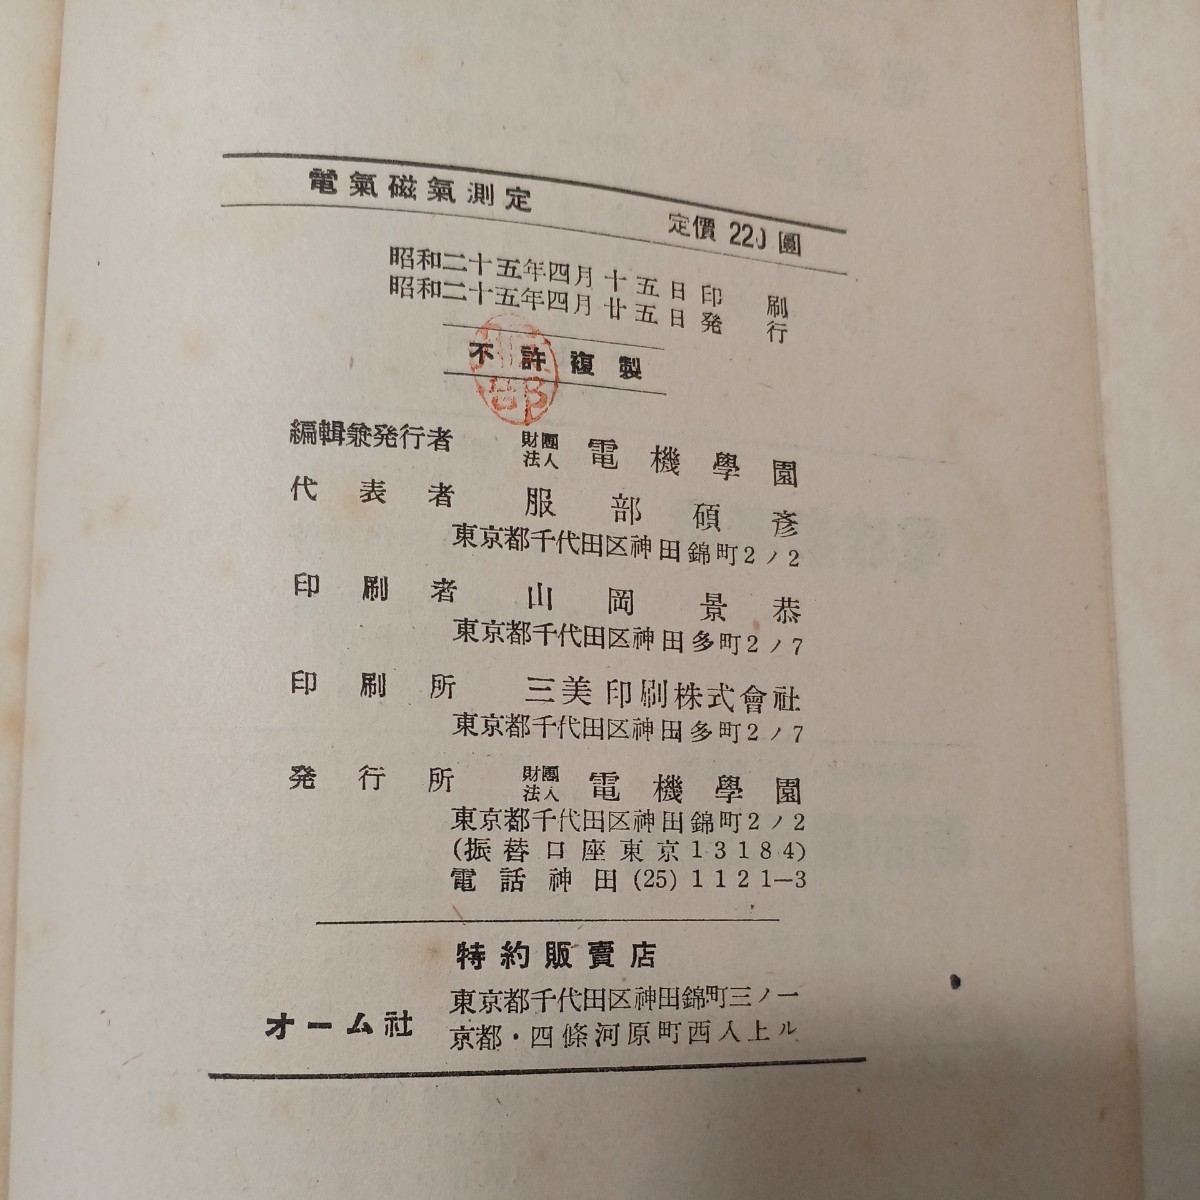 電氣磁氣測定
定價 220 圓
昭和二十五年四月十五日印刷
昭和二十五年四月廿五日発行
不許複製
編輯兼発行者 財團法人 電機學園
代表者 服部碩彥
東京都千代田区神田錦町2ノ2
印刷者 山岡景恭
東京都千代田区神田多町2ノ7
印刷所 三美印刷株式會社
東京都千代田区神田多町2ノ7
発行所 財團法人 電機學園
東京都千代田区神田錦町2ノ2
(振替口座東京13184)
電話神田(25)1121—3
特約販賣店
オーム社
東京都千代田区神田錦町三ノ一
京都・四條河原町西入上ル